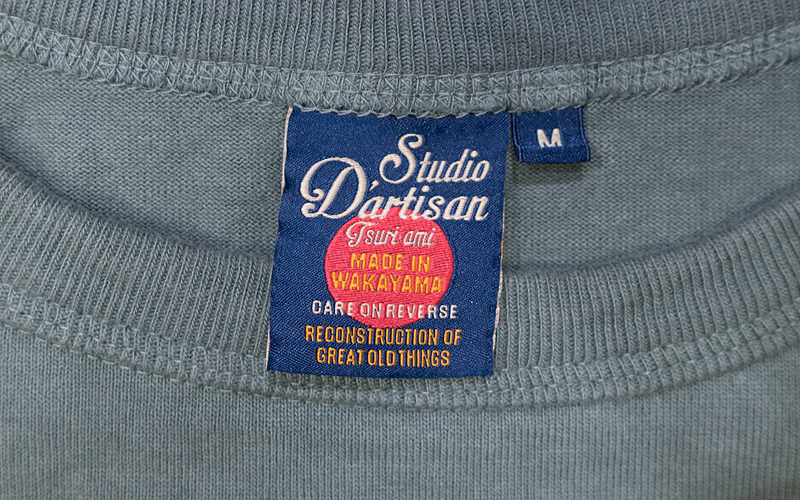 Studio
D'artisan
Tsuri ami
MADE IN
WAKAYAMA
CARE ON REVERSE
RECONSTRUCTION OF
GREAT OLD THINGS
M